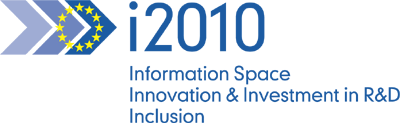 i2010
Information Space
Innovation & Investment in R&D
Inclusion